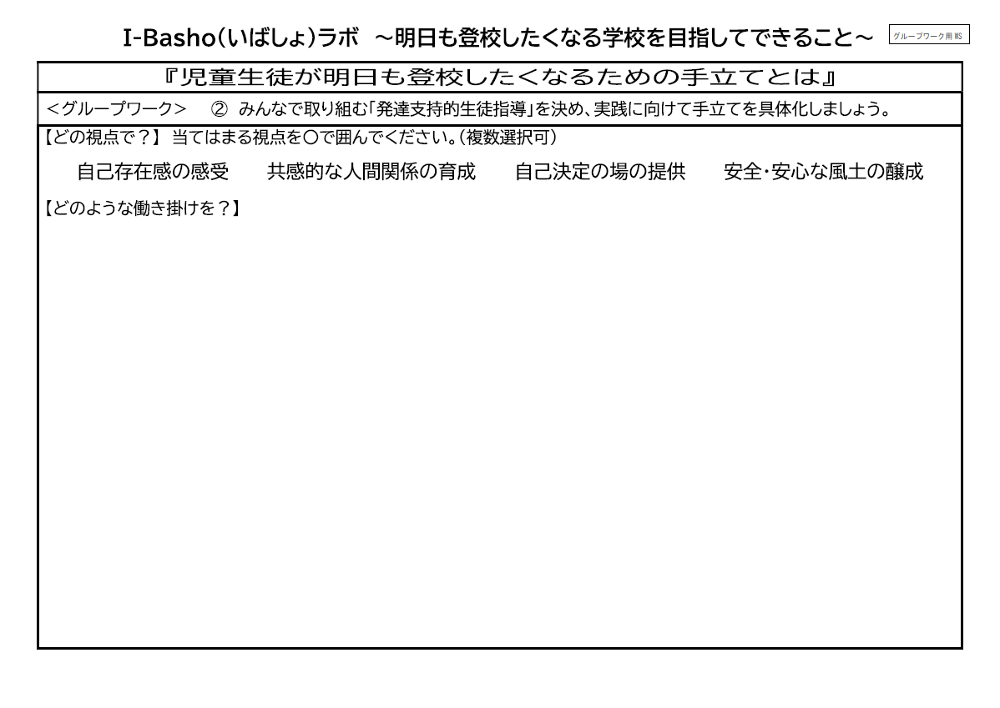 I-Basho(いばしょ)ラボ ~明日も登校したくなる学校を目指してできること~
グループワーク用WS
『児童生徒が明日も登校したくなるための手立てとは』
<グループワーク> ② みんなで取り組む「発達支持的生徒指導」を決め、実践に向けて手立てを具体化しましょう。
【どの視点で?】 当てはまる視点を○で囲んでください。(複数選択可)
自己存在感の感受 共感的な人間関係の育成 自己決定の場の提供 安全・安心な風土の醸成
【どのような働き掛けを?】